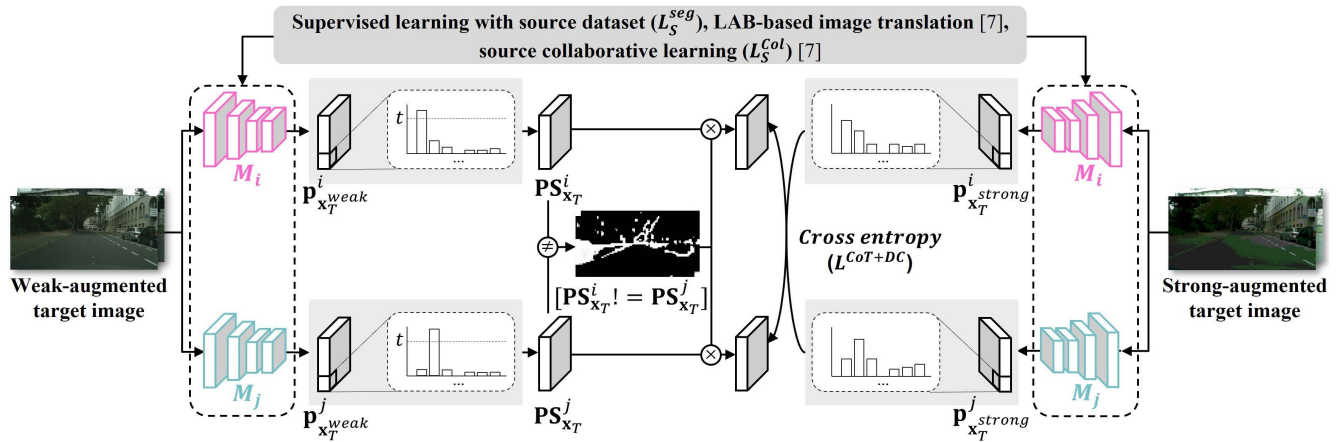 Supervised learning with source dataset (L_S^{seg}), LAB-based image translation [7],
source collaborative learning (L_S^{Col}) [7]
t
...
M_i
p^i_{x_T^{weak}}
PS^i_{x_T}
×
...
p^i_{x_T^{strong}}
M_i
Weak-augmented
target image
≠
[PS^i_{x_T}! = PS^j_{x_T}]
Cross entropy
(L^{CoT+DC})
Strong-augmented
target image
t
...
M_j
p^j_{x_T^{weak}}
PS^j_{x_T}
×
...
p^j_{x_T^{strong}}
M_j